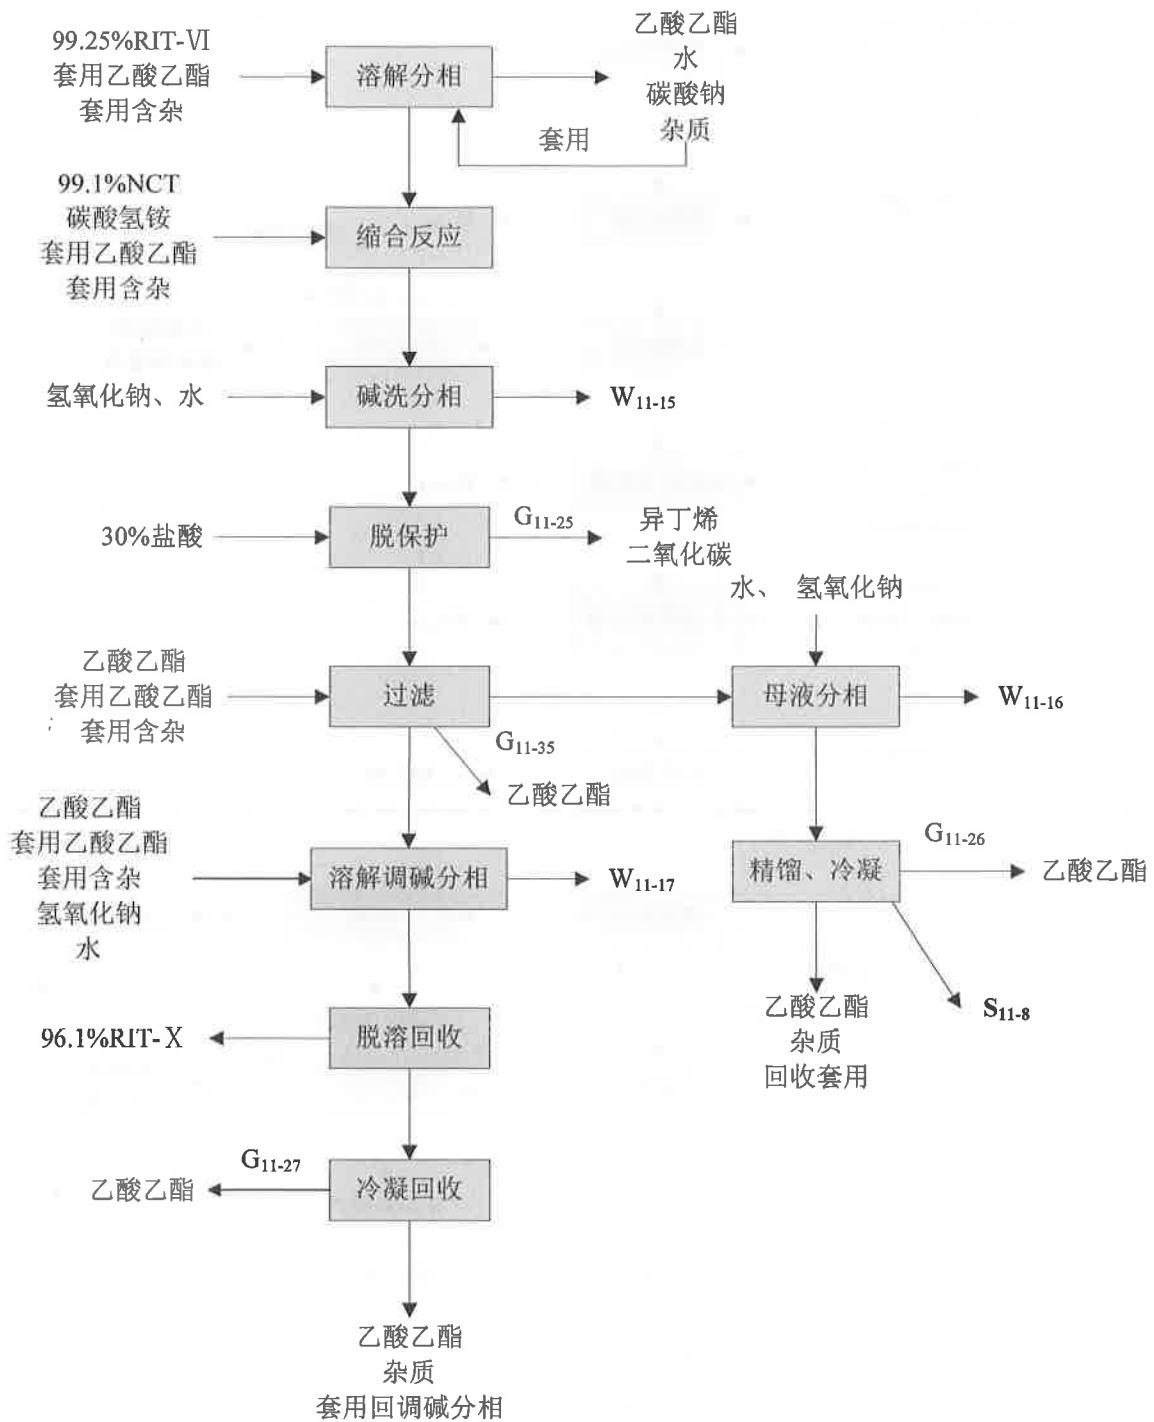 99.25%RIT-Ⅵ
套用乙酸乙酯
套用含杂
溶解分相
乙酸乙酯
水
碳酸钠
杂质
套用
99.1%NCT
碳酸氢铵
套用乙酸乙酯
套用含杂
缩合反应
氢氧化钠、水
碱洗分相
W11-15
30%盐酸
脱保护
G11-25
异丁烯
二氧化碳
水、 氢氧化钠
乙酸乙酯
套用乙酸乙酯
套用含杂
过滤
母液分相
W11-16
G11-35
乙酸乙酯
乙酸乙酯
套用乙酸乙酯
套用含杂
氢氧化钠
水
溶解调碱分相
W11-17
精馏、冷凝
G11-26
乙酸乙酯
乙酸乙酯
杂质
回收套用
S11-8
96.1%RIT-Ⅹ
脱溶回收
G11-27
乙酸乙酯
冷凝回收
乙酸乙酯
杂质
套用回调碱分相